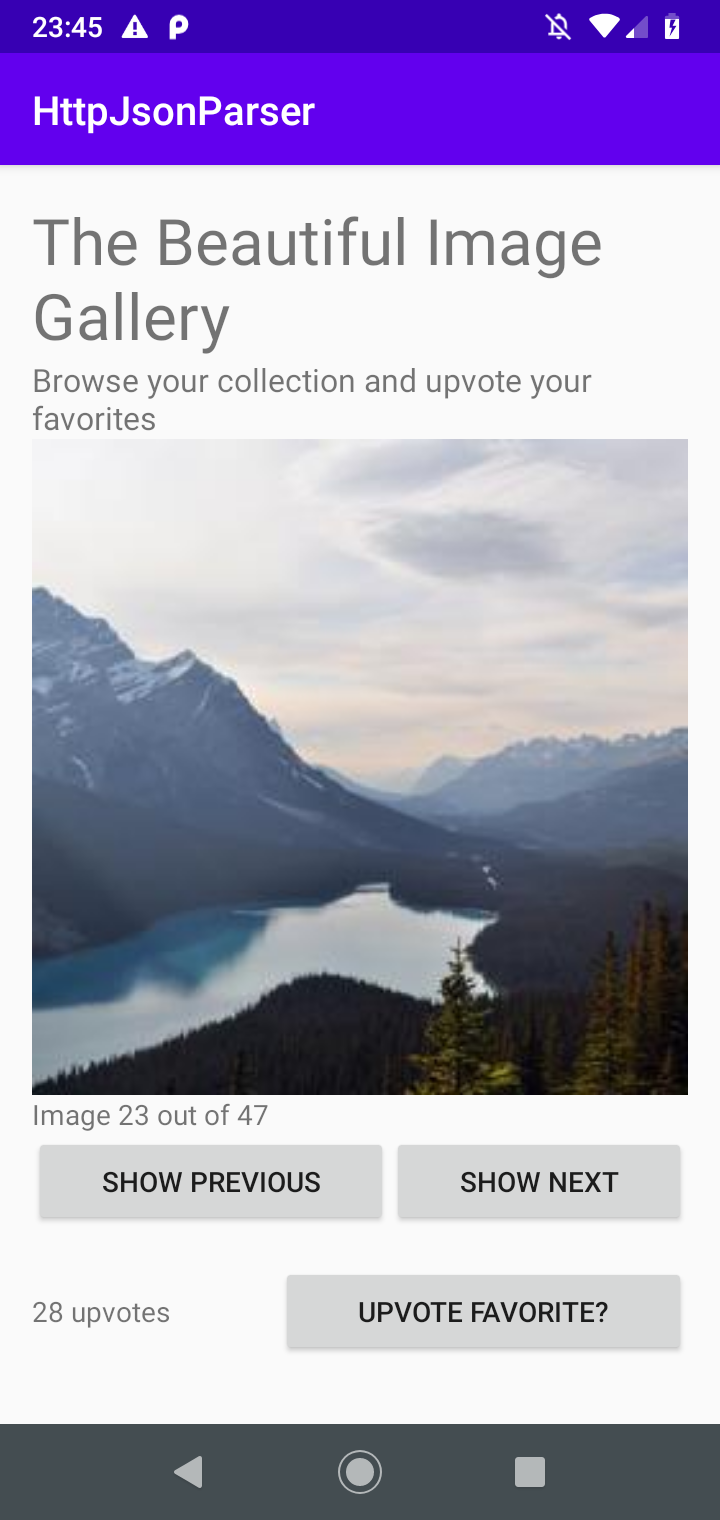 23:45
HttpJsonParser
The Beautiful Image
Gallery
Browse your collection and upvote your
favorites
Image 23 out of 47
SHOW PREVIOUS SHOW NEXT
28 upvotes UPVOTE FAVORITE?